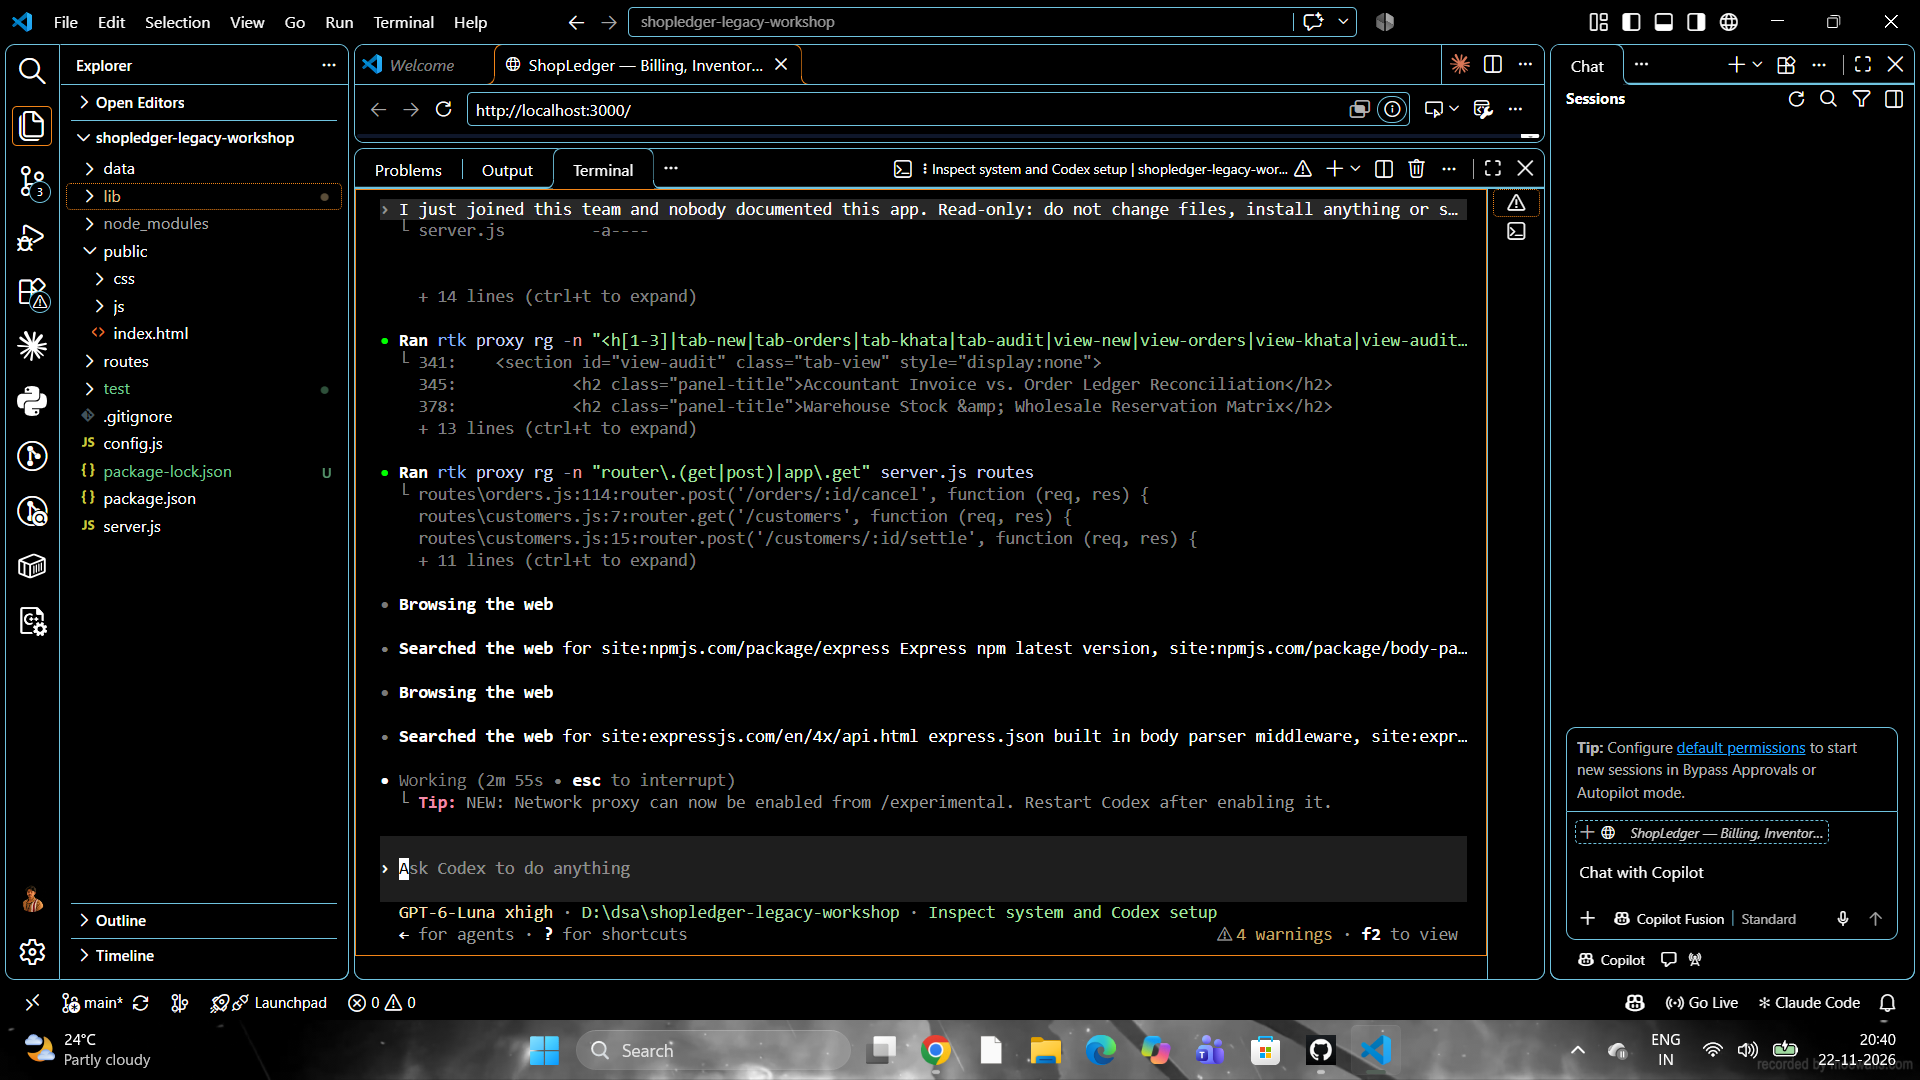 File Edit Selection View Go Run Terminal Help
shopledger-legacy-workshop
Explorer
Open Editors
shopledger-legacy-workshop
data
lib
node_modules
public
css
js
index.html
routes
test
.gitignore
JS config.js
{} package-lock.json U
{} package.json
JS server.js
Outline
Timeline
3
Welcome
ShopLedger — Billing, Inventor...
http://localhost:3000/
Problems Output Terminal
Inspect system and Codex setup | shopledger-legacy-wor...
› I just joined this team and nobody documented this app. Read-only: do not change files, install anything or s…
└ server.js -a----
+ 14 lines (ctrl+t to expand)
• Ran rtk proxy rg -n "<h[1-3]|tab-new|tab-orders|tab-khata|tab-audit|view-new|view-orders|view-khata|view-audit…
└ 341: <section id="view-audit" class="tab-view" style="display:none">
345: <h2 class="panel-title">Accountant Invoice vs. Order Ledger Reconciliation</h2>
378: <h2 class="panel-title">Warehouse Stock &amp; Wholesale Reservation Matrix</h2>
+ 13 lines (ctrl+t to expand)
• Ran rtk proxy rg -n "router\.(get|post)|app\.get" server.js routes
└ routes\orders.js:114:router.post('/orders/:id/cancel', function (req, res) {
routes\customers.js:7:router.get('/customers', function (req, res) {
routes\customers.js:15:router.post('/customers/:id/settle', function (req, res) {
+ 11 lines (ctrl+t to expand)
• Browsing the web
• Searched the web for site:npmjs.com/package/express Express npm latest version, site:npmjs.com/package/body-pa…
• Browsing the web
• Searched the web for site:expressjs.com/en/4x/api.html express.json built in body parser middleware, site:expr…
• Working (2m 55s • esc to interrupt)
└ Tip: NEW: Network proxy can now be enabled from /experimental. Restart Codex after enabling it.
› Ask Codex to do anything
GPT-6-Luna xhigh · D:\dsa\shopledger-legacy-workshop · Inspect system and Codex setup
← for agents · ? for shortcuts ⚠ 4 warnings · f2 to view
Chat
Sessions
Tip: Configure default permissions to start
new sessions in Bypass Approvals or
Autopilot mode.
ShopLedger — Billing, Inventor...
Chat with Copilot
Copilot Fusion Standard
Copilot
main* Launchpad 0 0
Go Live Claude Code
24°C
Partly cloudy
Search
ENG
IN
20:40
22-11-2026